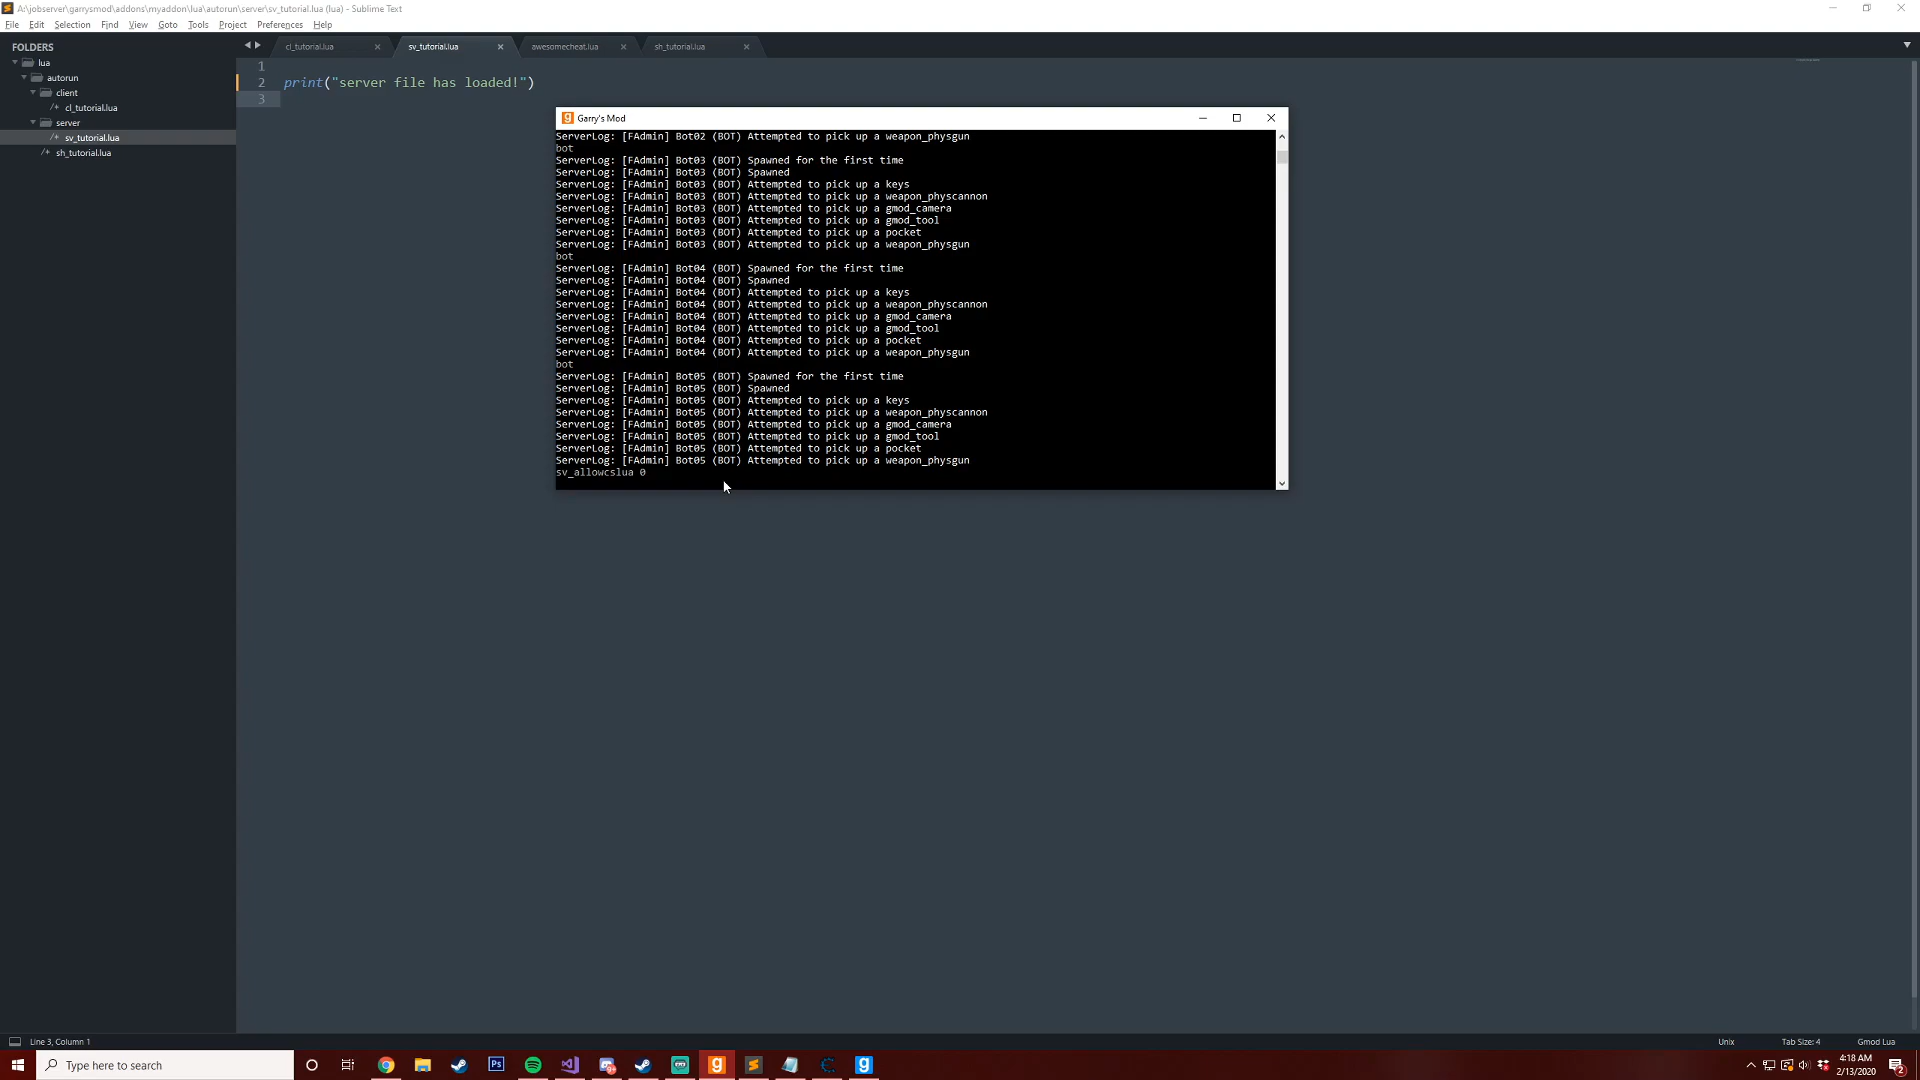 A:\jobserver\garrysmod\addons\myaddon\lua\autorun\server\sv_tutorial.lua (lua) - Sublime Text
File Edit Selection Find View Goto Tools Project Preferences Help
FOLDERS
lua
autorun
client
cl_tutorial.lua
server
sv_tutorial.lua
sh_tutorial.lua
cl_tutorial.lua sv_tutorial.lua awesomecheat.lua sh_tutorial.lua
1
2 print("server file has loaded!")
3
Garry's Mod
ServerLog: [FAdmin] Bot02 (BOT) Attempted to pick up a weapon_physgun
bot
ServerLog: [FAdmin] Bot03 (BOT) Spawned for the first time
ServerLog: [FAdmin] Bot03 (BOT) Spawned
ServerLog: [FAdmin] Bot03 (BOT) Attempted to pick up a keys
ServerLog: [FAdmin] Bot03 (BOT) Attempted to pick up a weapon_physcannon
ServerLog: [FAdmin] Bot03 (BOT) Attempted to pick up a gmod_camera
ServerLog: [FAdmin] Bot03 (BOT) Attempted to pick up a gmod_tool
ServerLog: [FAdmin] Bot03 (BOT) Attempted to pick up a pocket
ServerLog: [FAdmin] Bot03 (BOT) Attempted to pick up a weapon_physgun
bot
ServerLog: [FAdmin] Bot04 (BOT) Spawned for the first time
ServerLog: [FAdmin] Bot04 (BOT) Spawned
ServerLog: [FAdmin] Bot04 (BOT) Attempted to pick up a keys
ServerLog: [FAdmin] Bot04 (BOT) Attempted to pick up a weapon_physcannon
ServerLog: [FAdmin] Bot04 (BOT) Attempted to pick up a gmod_camera
ServerLog: [FAdmin] Bot04 (BOT) Attempted to pick up a gmod_tool
ServerLog: [FAdmin] Bot04 (BOT) Attempted to pick up a pocket
ServerLog: [FAdmin] Bot04 (BOT) Attempted to pick up a weapon_physgun
bot
ServerLog: [FAdmin] Bot05 (BOT) Spawned for the first time
ServerLog: [FAdmin] Bot05 (BOT) Spawned
ServerLog: [FAdmin] Bot05 (BOT) Attempted to pick up a keys
ServerLog: [FAdmin] Bot05 (BOT) Attempted to pick up a weapon_physcannon
ServerLog: [FAdmin] Bot05 (BOT) Attempted to pick up a gmod_camera
ServerLog: [FAdmin] Bot05 (BOT) Attempted to pick up a gmod_tool
ServerLog: [FAdmin] Bot05 (BOT) Attempted to pick up a pocket
ServerLog: [FAdmin] Bot05 (BOT) Attempted to pick up a weapon_physgun
sv_allowcslua 0
Line 3, Column 1 Unix Tab Size: 4 Gmod Lua
Type here to search
Ps
4:18 AM
2/13/2020
2